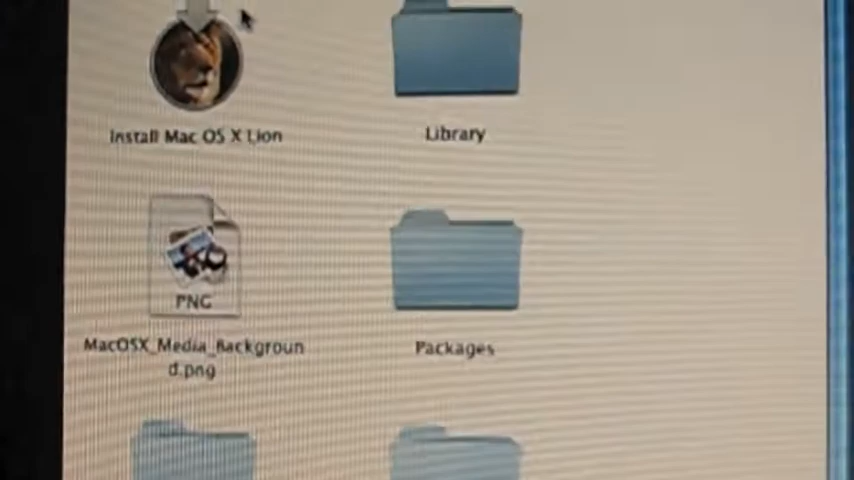 Install Mac OS X Lion
Library
PNG
MacOSX_Media_Backgroun
d.png
Packages